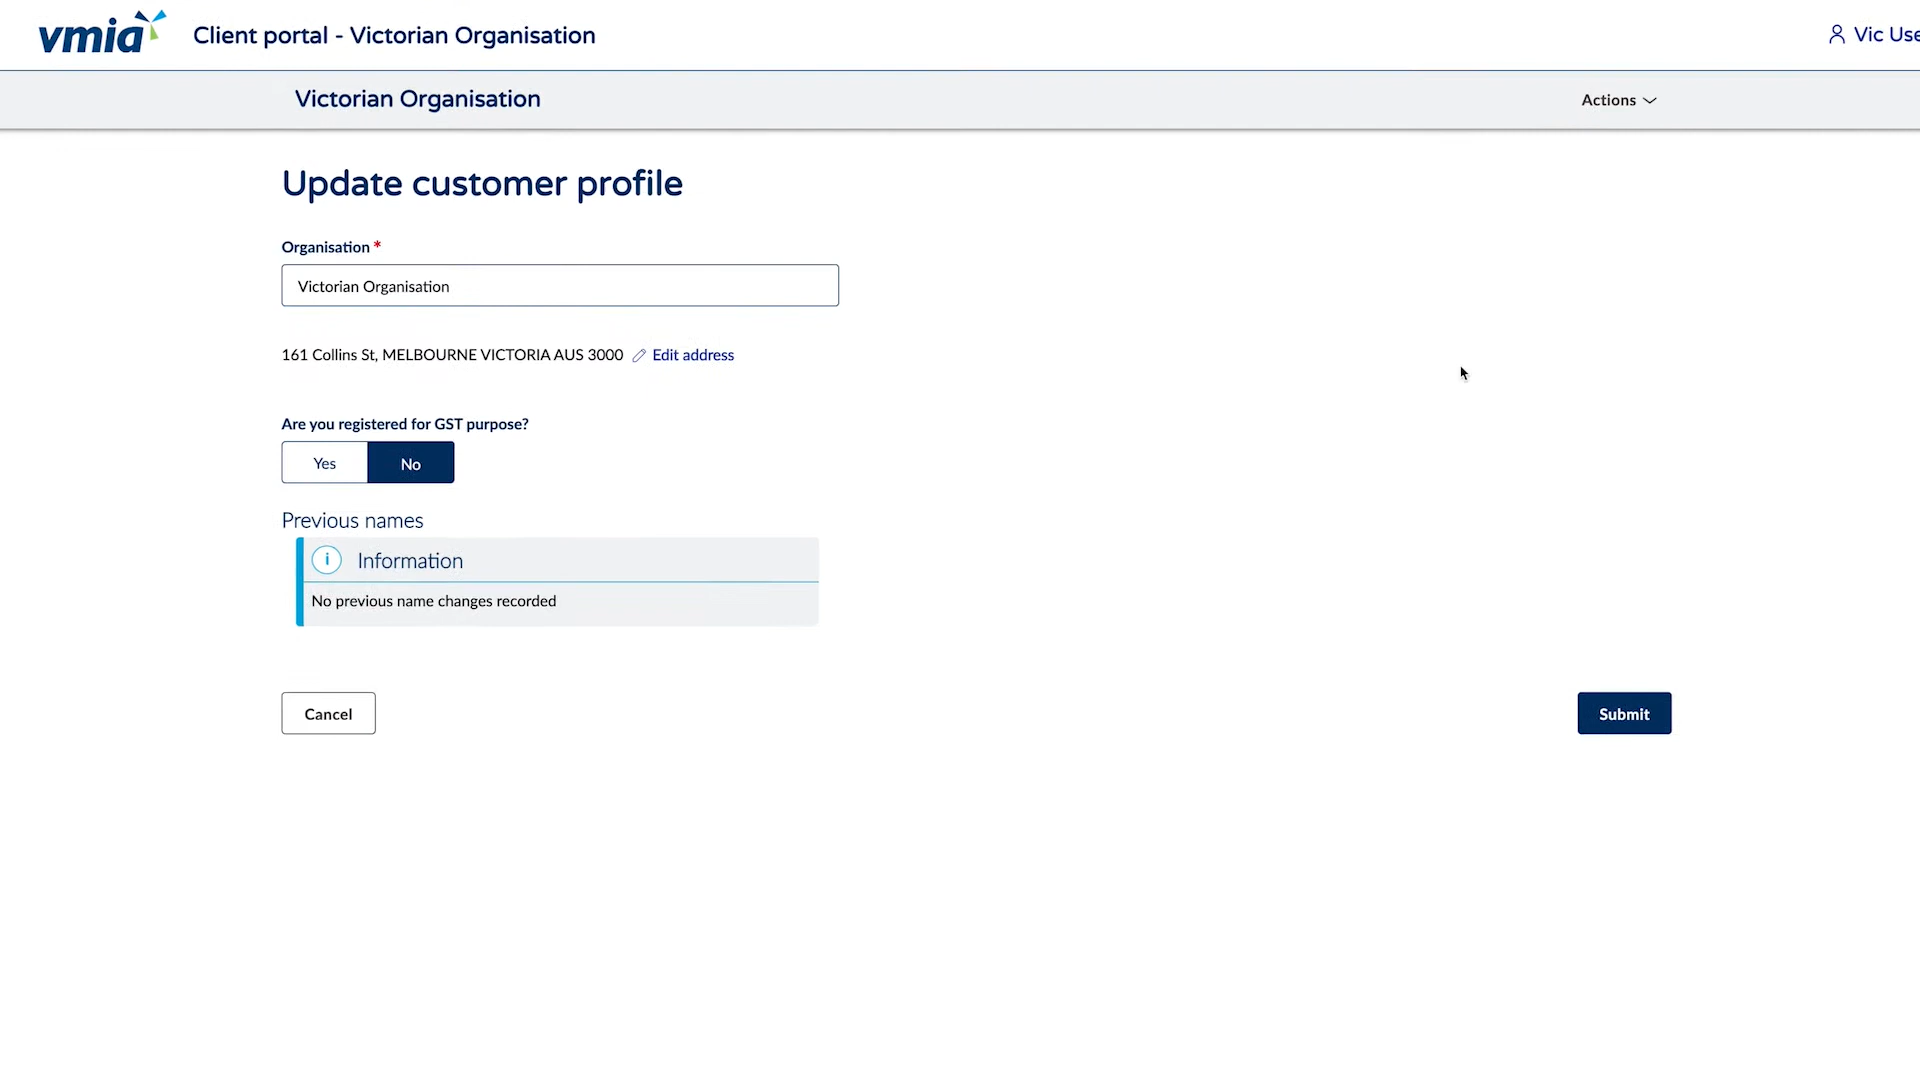 vmia
Client portal - Victorian Organisation
Vic Use
Victorian Organisation
Actions
Update customer profile
Organisation *
Victorian Organisation
161 Collins St, MELBOURNE VICTORIA AUS 3000 Edit address
Are you registered for GST purpose?
Yes No
Previous names
i Information
No previous name changes recorded
Cancel
Submit